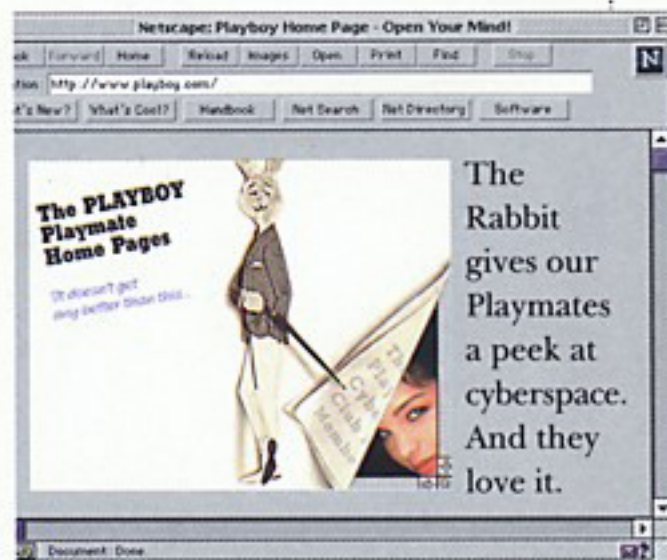 Netscape: Playboy Home Page - Open Your Mind!
Forward Home Reload Images Open Print Find Stop
N
http://www.playboy.com/
What's Cool? Handbook Net Search Net Directory Software
The PLAYBOY
Playmate
Home Pages
"It doesn't get
any better than this...
The
Rabbit
gives our
Playmates
a peek at
cyberspace.
And they
love it.
Club
Document: Done